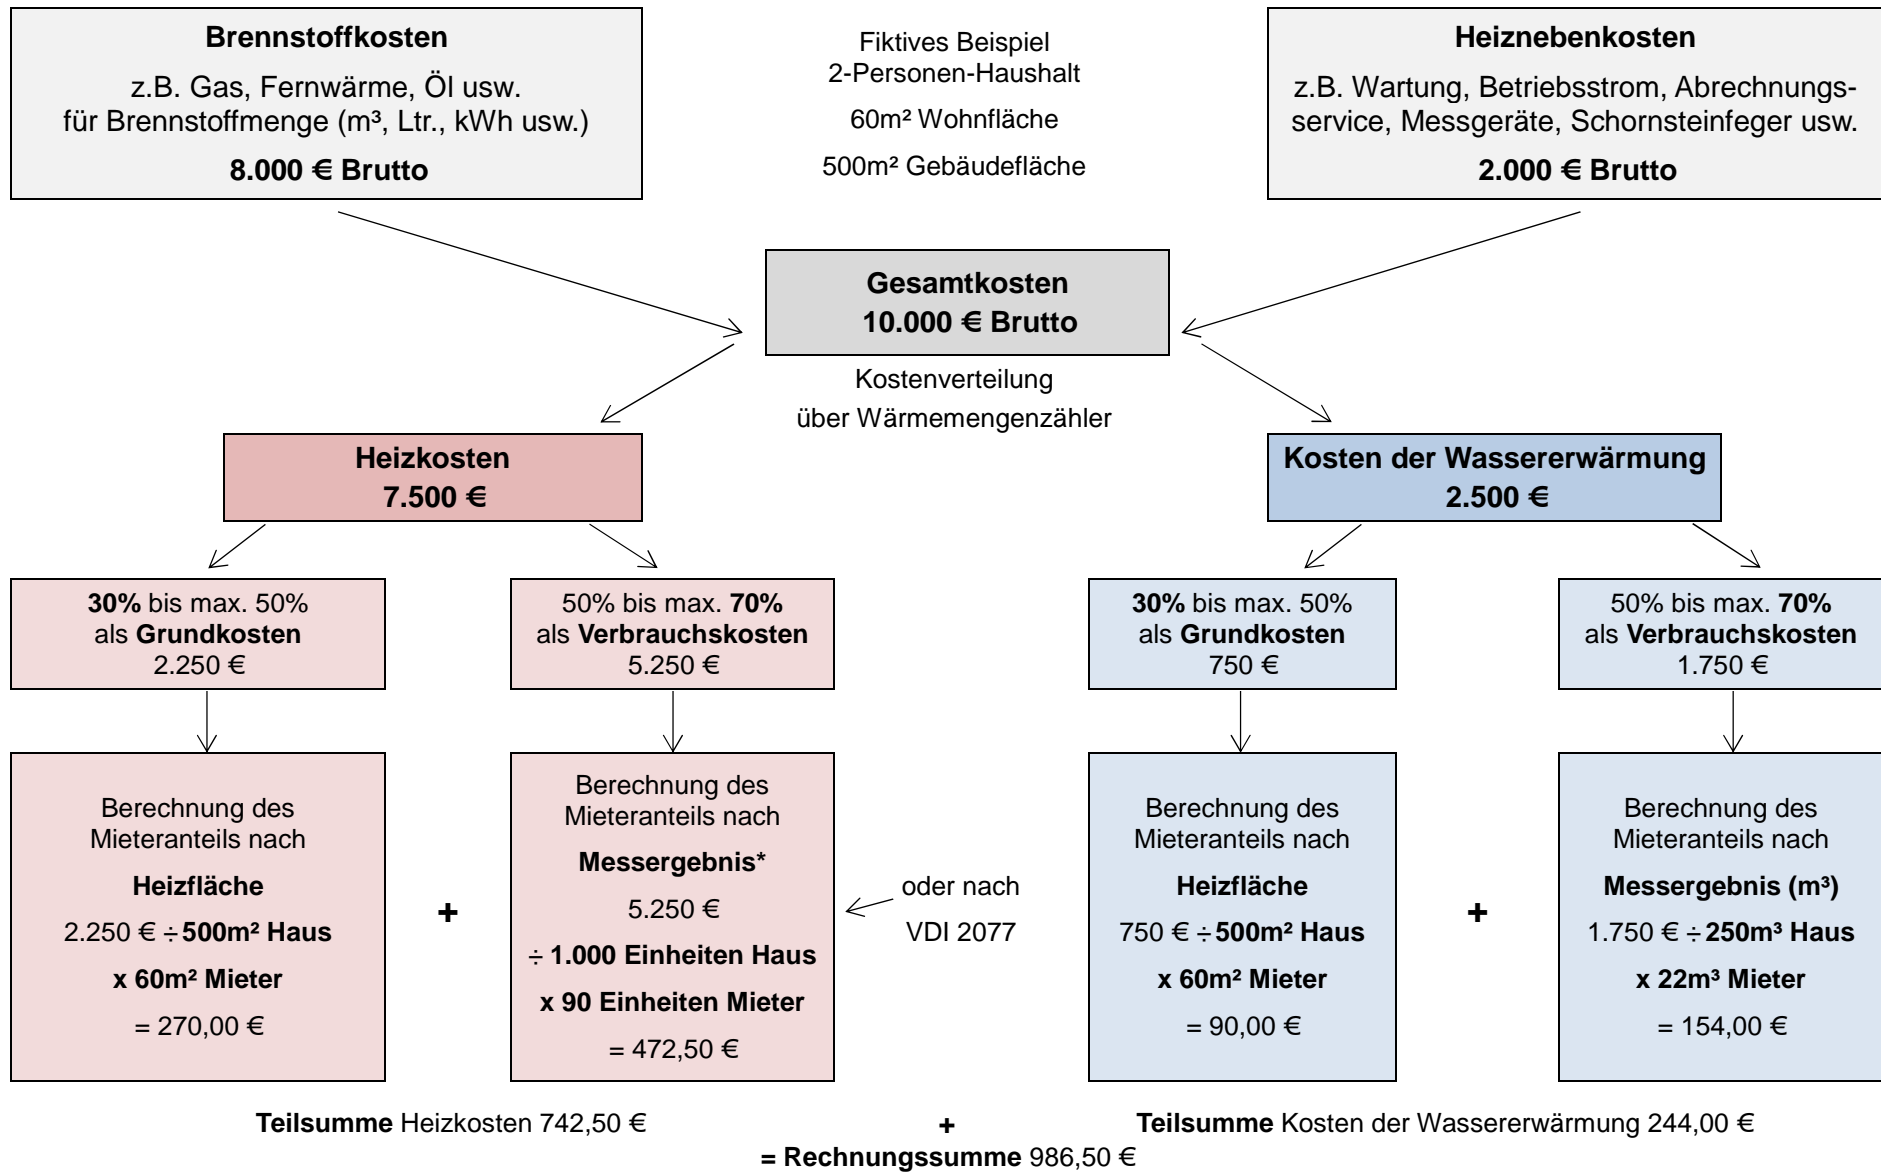 Brennstoffkosten
z.B. Gas, Fernwärme, Öl usw.
für Brennstoffmenge (m³, Ltr., kWh usw.)
8.000 € Brutto
Fiktives Beispiel
2-Personen-Haushalt
60m² Wohnfläche
500m² Gebäudefläche
Heiznebenkosten
z.B. Wartung, Betriebsstrom, Abrechnungs-
service, Messgeräte, Schornsteinfeger usw.
2.000 € Brutto
Gesamtkosten
10.000 € Brutto
Kostenverteilung
über Wärmemengenzähler
Heizkosten
7.500 €
Kosten der Wassererwärmung
2.500 €
30% bis max. 50%
als Grundkosten
2.250 €
50% bis max. 70%
als Verbrauchskosten
5.250 €
30% bis max. 50%
als Grundkosten
750 €
50% bis max. 70%
als Verbrauchskosten
1.750 €
Berechnung des
Mieteranteils nach
Heizfläche
2.250 € ÷ 500m² Haus
x 60m² Mieter
= 270,00 €
+
Berechnung des
Mieteranteils nach
Messergebnis*
5.250 €
÷ 1.000 Einheiten Haus
x 90 Einheiten Mieter
= 472,50 €
oder nach
VDI 2077
Berechnung des
Mieteranteils nach
Heizfläche
750 € ÷ 500m² Haus
x 60m² Mieter
= 90,00 €
+
Berechnung des
Mieteranteils nach
Messergebnis (m³)
1.750 € ÷ 250m³ Haus
x 22m³ Mieter
= 154,00 €
Teilsumme Heizkosten 742,50 €
+
Teilsumme Kosten der Wassererwärmung 244,00 €
= Rechnungssumme 986,50 €